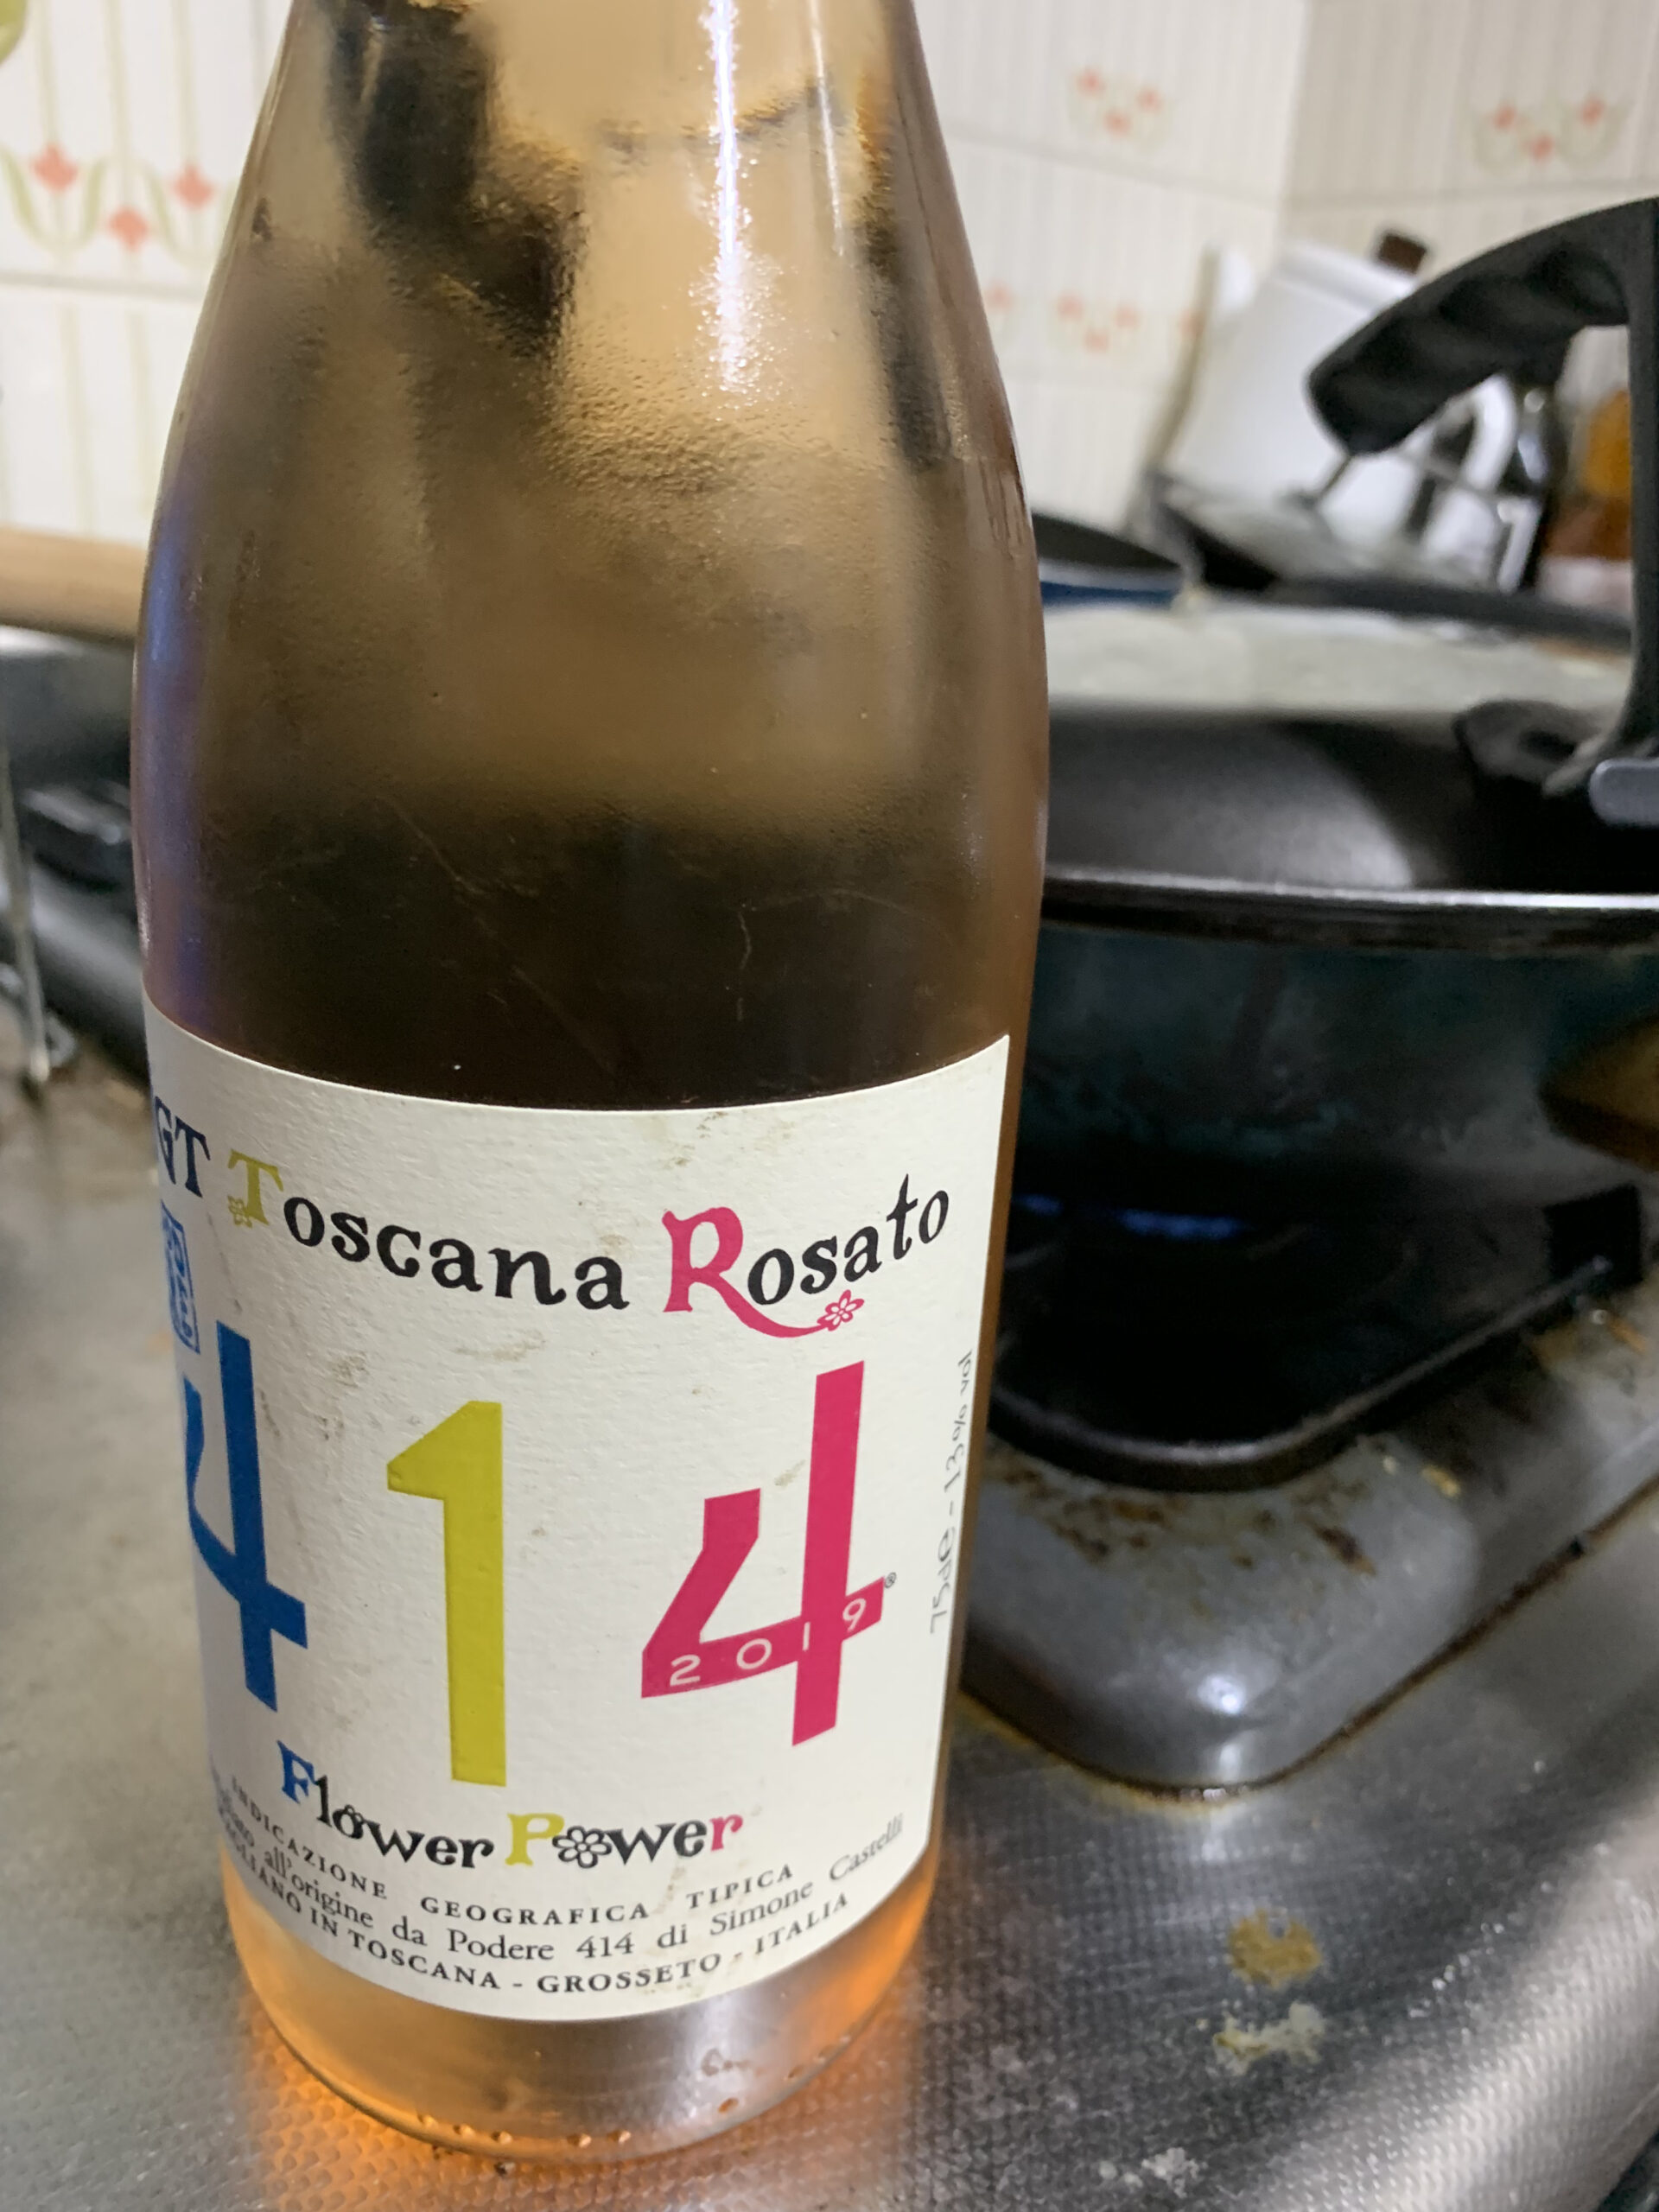 GT Toscana Rosato
414
2019
®
75cl e - 13% vol
Flower Power
INDICAZIONE GEOGRAFICA TIPICA
all'origine da Podere 414 di Simone Castelli
IN TOSCANA - GROSSETO - ITALIA